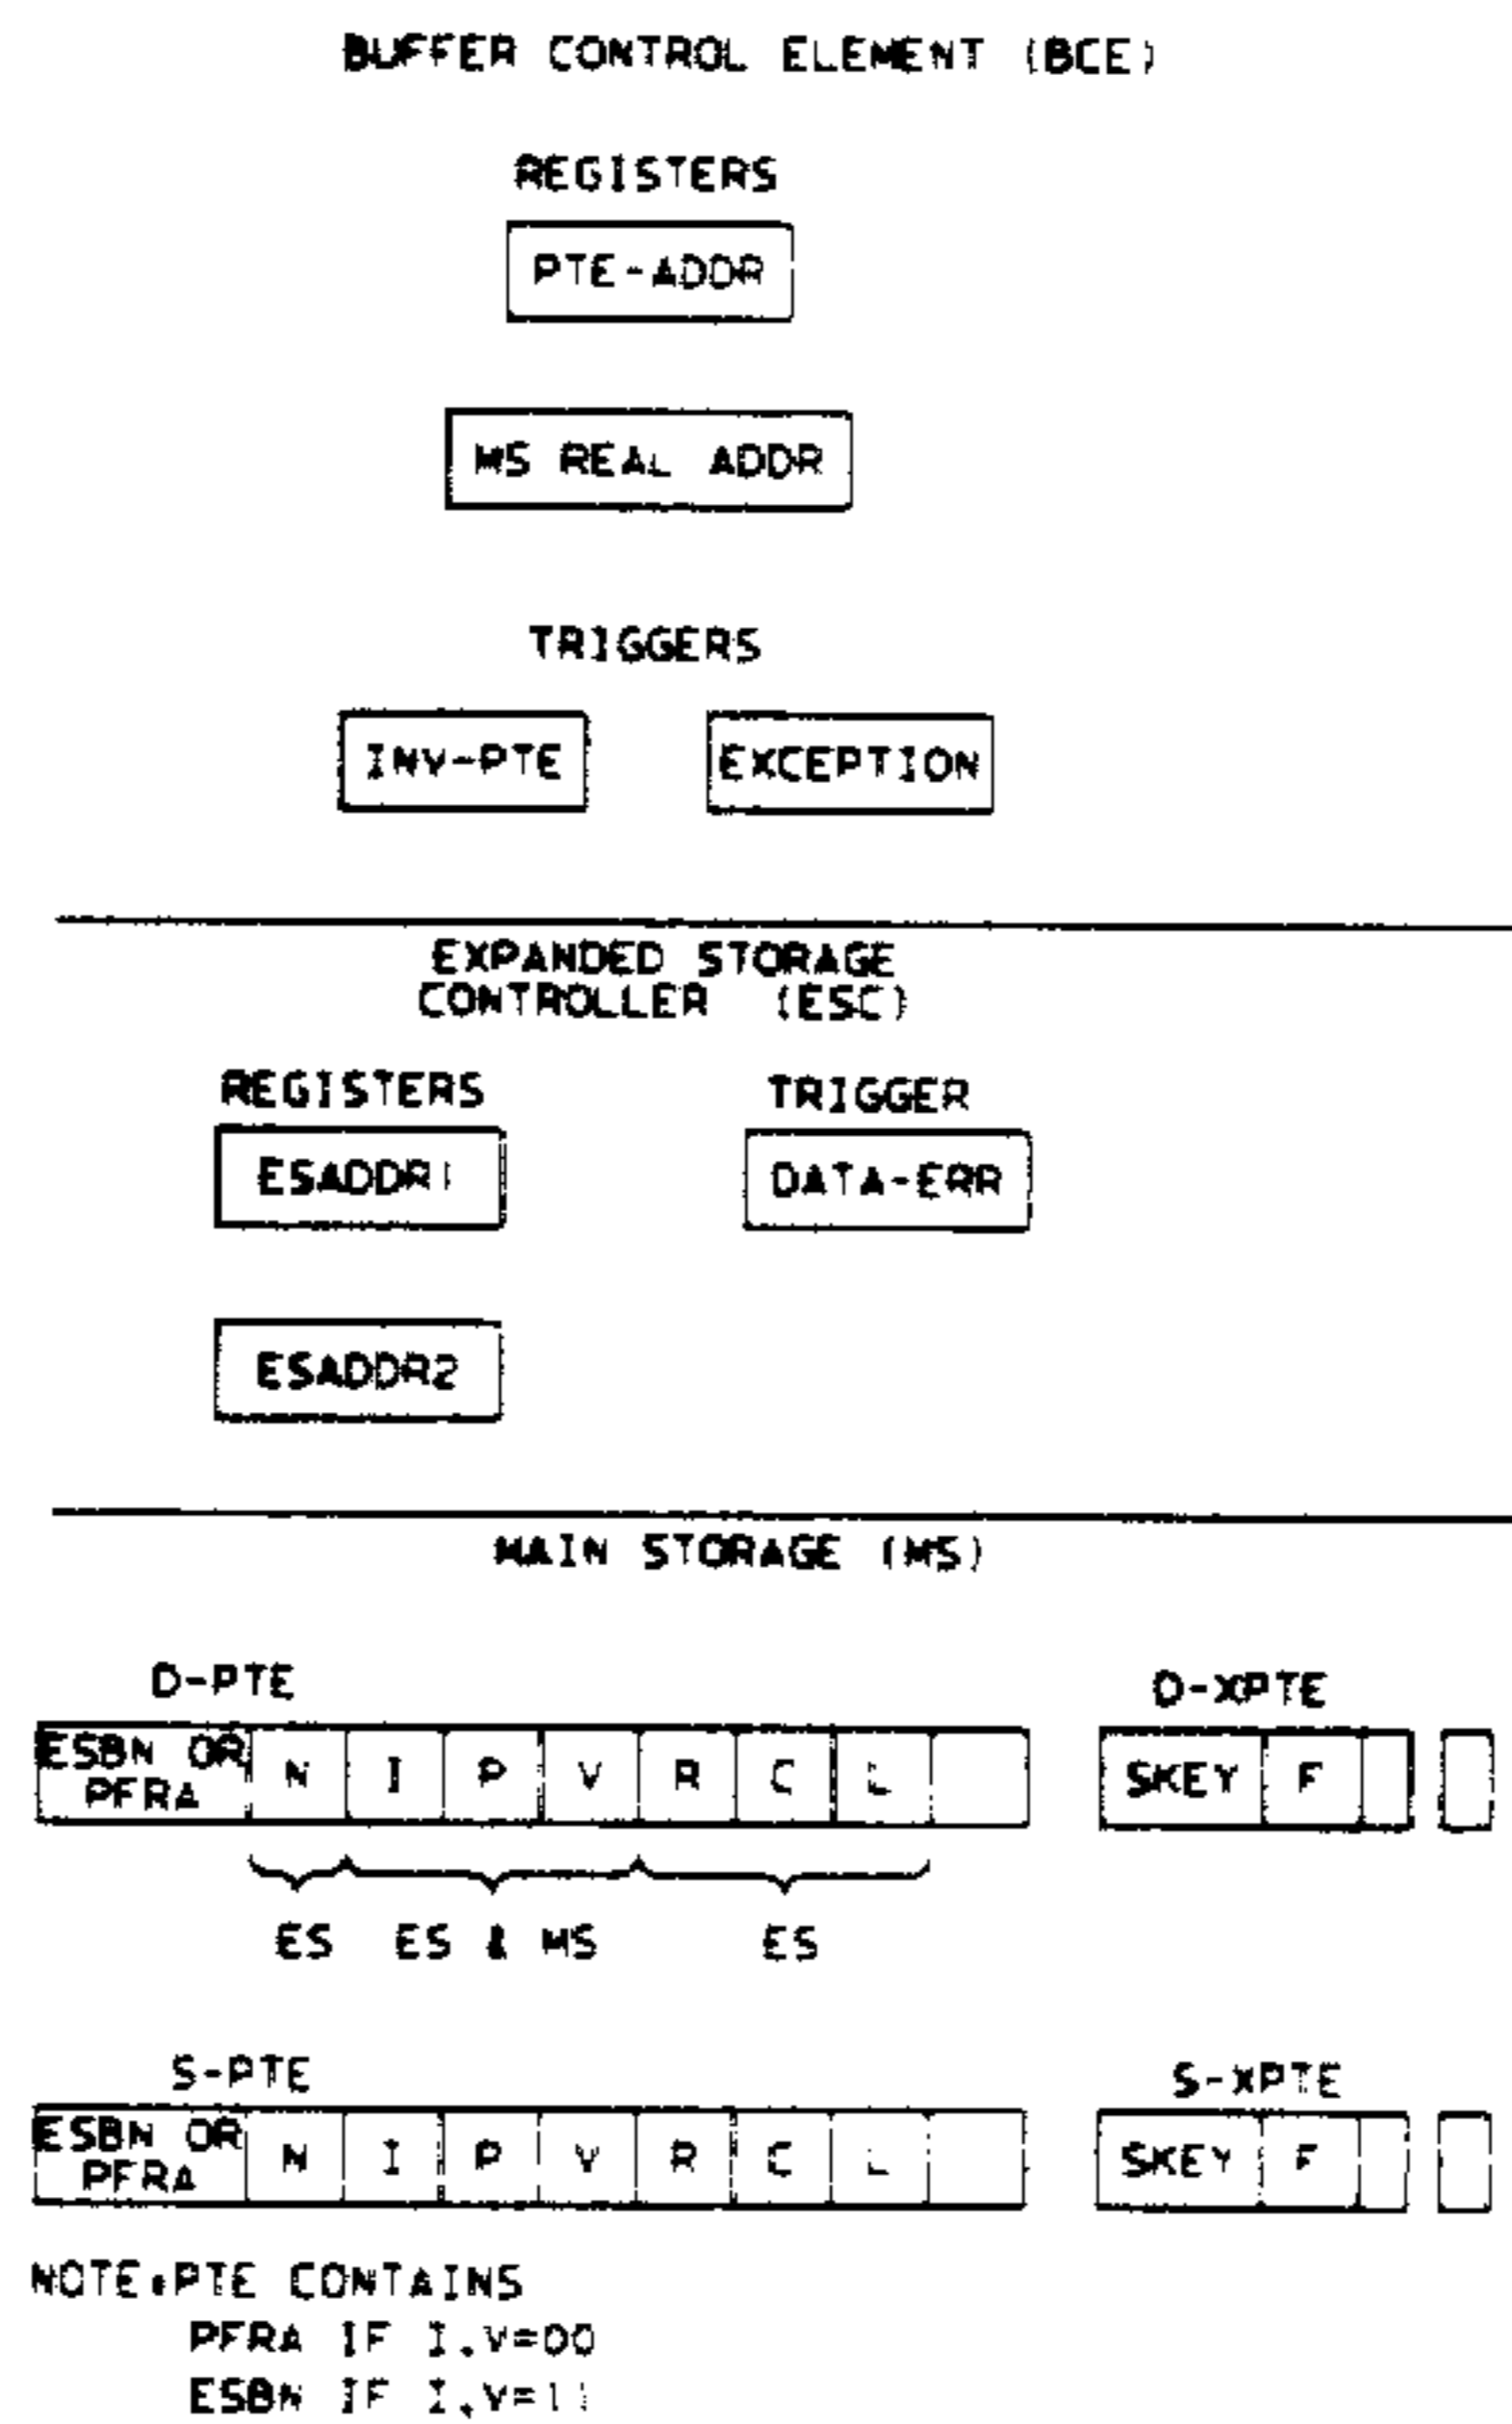 BUFFER CONTROL ELEMENT (BCE)
REGISTERS
PTE-ADDR
MS REAL ADDR
TRIGGERS
INV-PTE EXCEPTION
EXPANDED STORAGE
CONTROLLER (ESC)
REGISTERS TRIGGER
ESADDR1 DATA-ERR
ESADDR2
MAIN STORAGE (MS)
D-PTE D-XPTE
ESBN OR
PFRA N I P V R C L SKEY F
ES ES & MS ES
S-PTE S-XPTE
ESBN OR
PFRA N I P V R C L SKEY F
NOTE:PTE CONTAINS
PFRA IF I.V=00
ESBN IF I.V=11